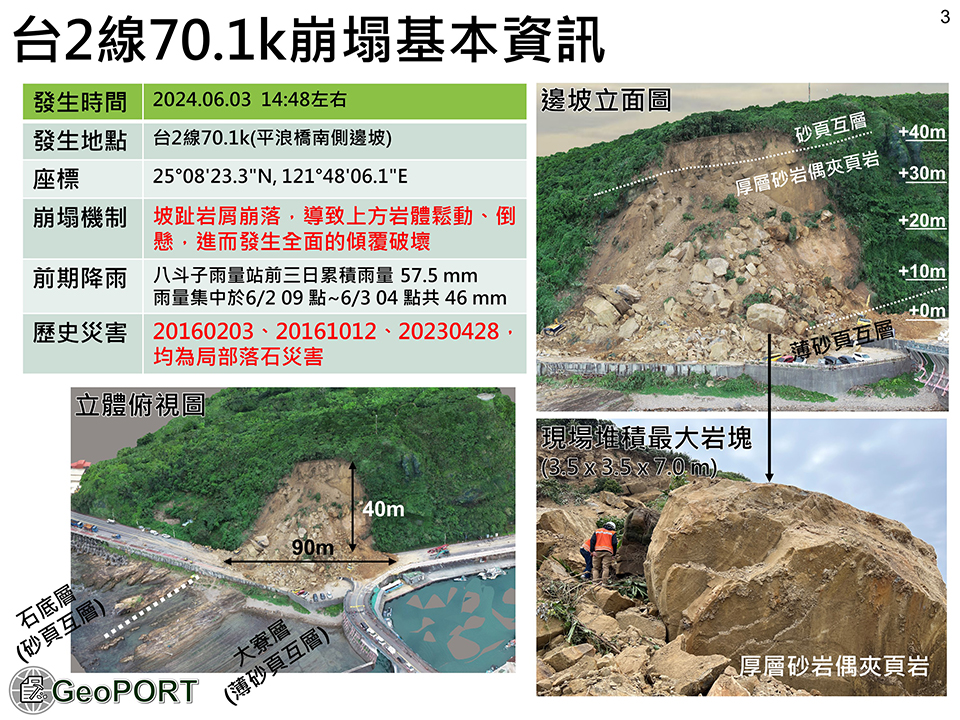 3
台2線70.1k崩塌基本資訊
發生時間 2024.06.03 14:48左右
發生地點 台2線70.1k(平浪橋南側邊坡)
座標 25°08'23.3"N, 121°48'06.1"E
崩塌機制 坡趾岩屑崩落，導致上方岩體鬆動、倒
懸，進而發生全面的傾覆破壞
前期降雨 八斗子雨量站前三日累積雨量 57.5 mm
雨量集中於6/2 09 點~6/3 04 點共 46 mm
歷史災害 20160203、20161012、20230428，
均為局部落石災害
邊坡立面圖
砂頁互層
厚層砂岩偶夾頁岩
+40m
+30m
+20m
+10m
+0m
薄砂頁互層
立體俯視圖
40m
90m
石底層
(砂頁互層)
大寮層
(薄砂頁互層)
現場堆積最大岩塊
(3.5 x 3.5 x 7.0 m)
厚層砂岩偶夾頁岩
GeoPORT